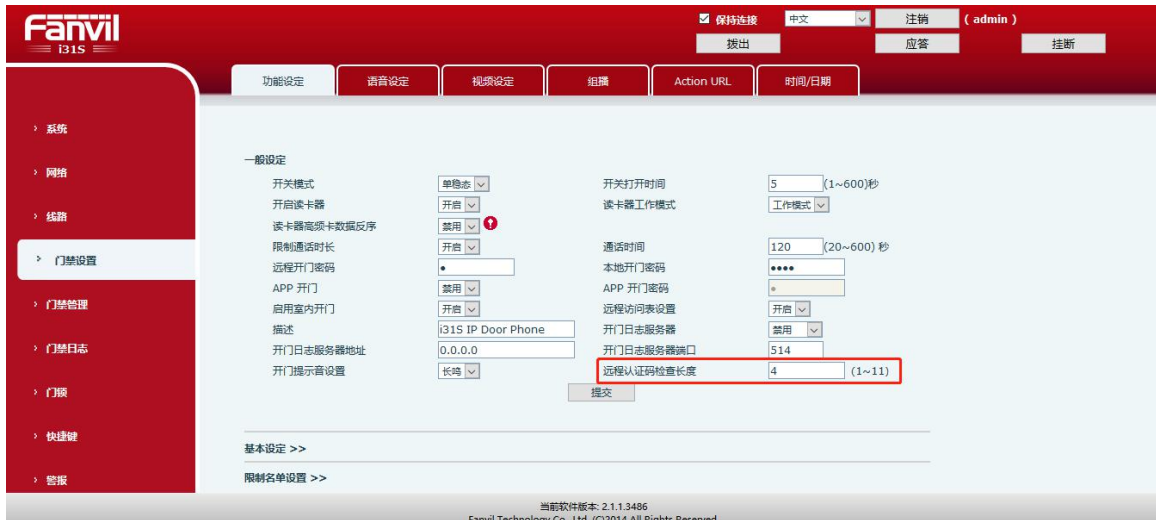 Fanvil
i31S
保持连接 中文 注销 ( admin )
拨出 应答 挂断
功能设定 语音设定 视频设定 组播 Action URL 时间/日期
› 系统
› 网络
› 线路
› 门禁设置
› 门禁管理
› 门禁日志
› 门锁
› 快捷键
› 警报
一般设定
开关模式 单稳态 开关打开时间 5 (1~600)秒
开启读卡器 开启 读卡器工作模式 工作模式
读卡器高频卡数据反序 禁用
限制通话时长 开启 通话时间 120 (20~600) 秒
远程开门密码 • 本地开门密码 ••••
APP 开门 禁用 APP 开门密码 •
启用室内开门 开启 远程访问表设置 开启
描述 i31S IP Door Phone 开门日志服务器 禁用
开门日志服务器地址 0.0.0.0 开门日志服务器端口 514
开门提示音设置 长鸣 远程认证码检查长度 4 (1~11)
提交
基本设定 >>
限制名单设置 >>
当前软件版本: 2.1.1.3486
Fanvil Technology Co., Ltd. (C)2014 All Rights Reserved.